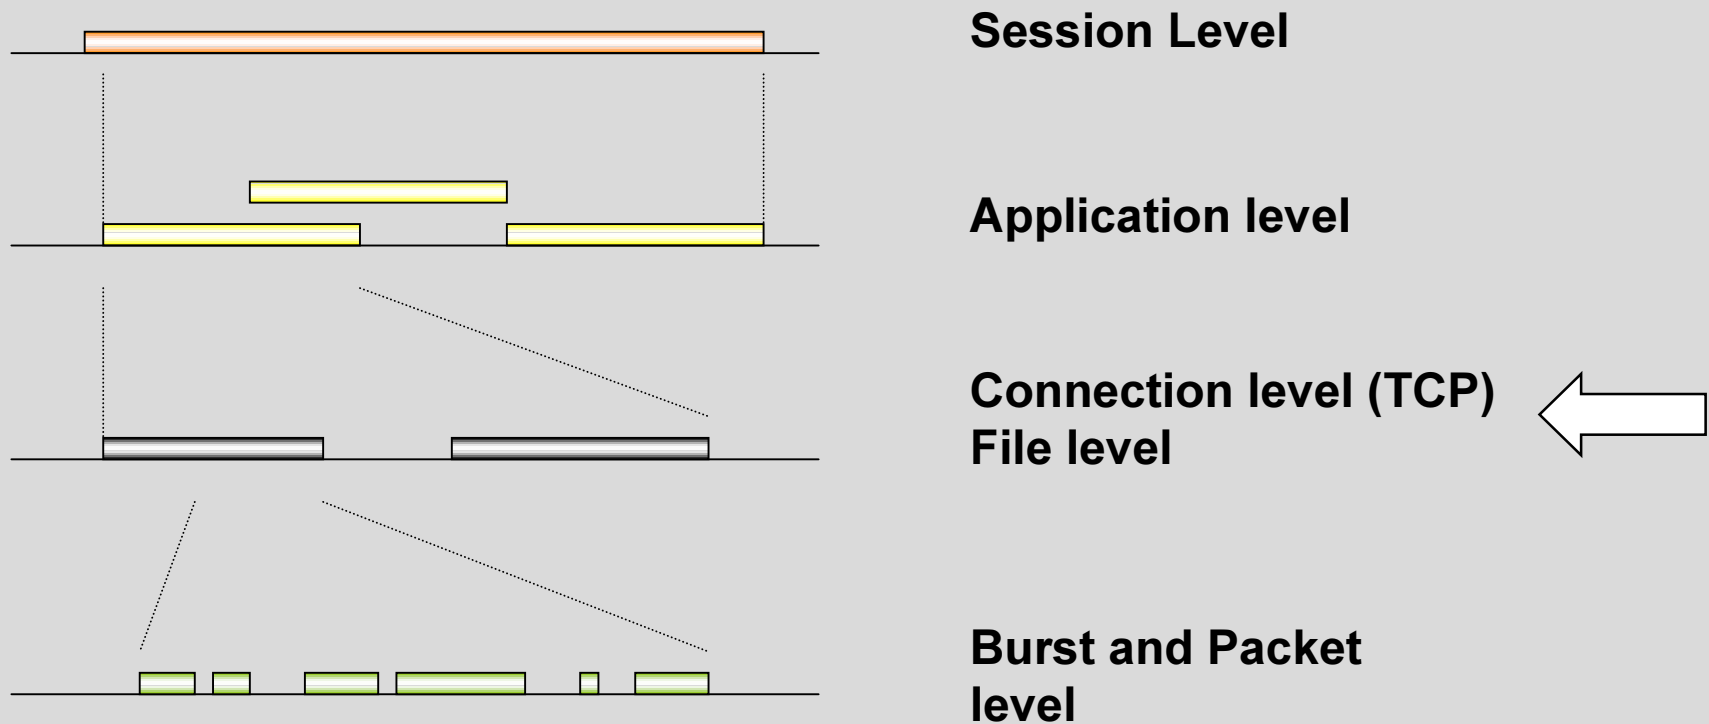 Session Level
Application level
Connection level (TCP)
File level
Burst and Packet
level